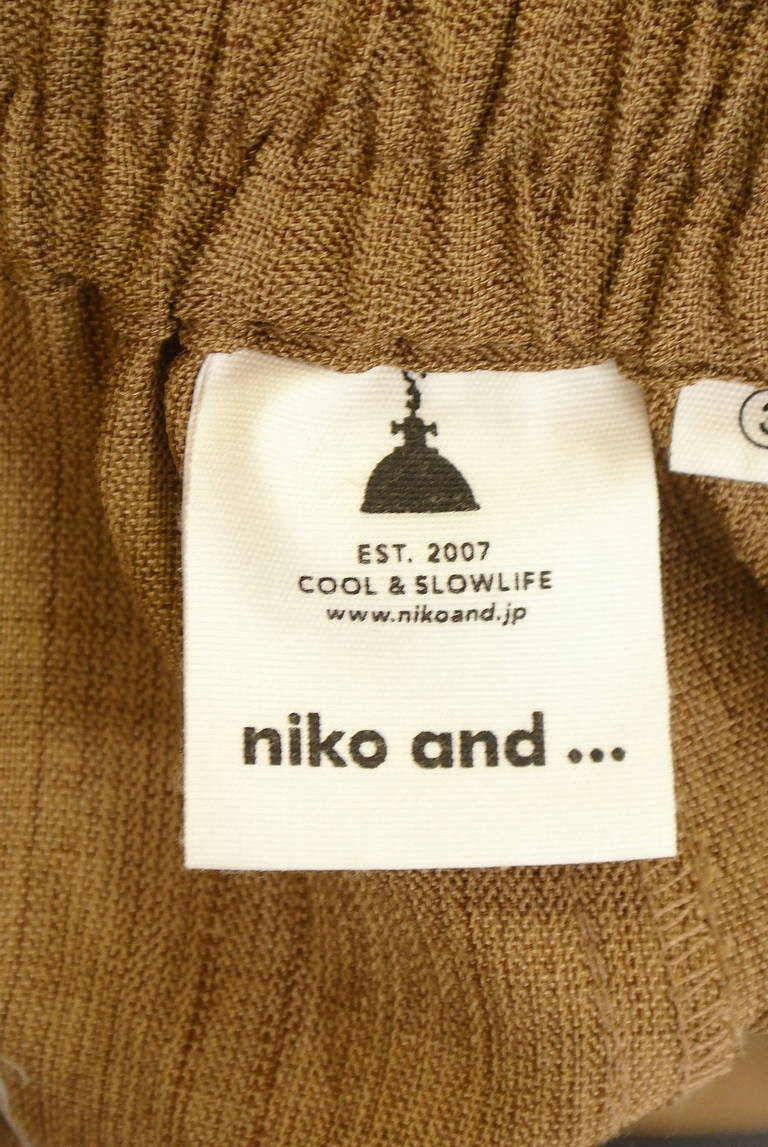 EST. 2007
COOL & SLOWLIFE
www.nikoand.jp
niko and ...